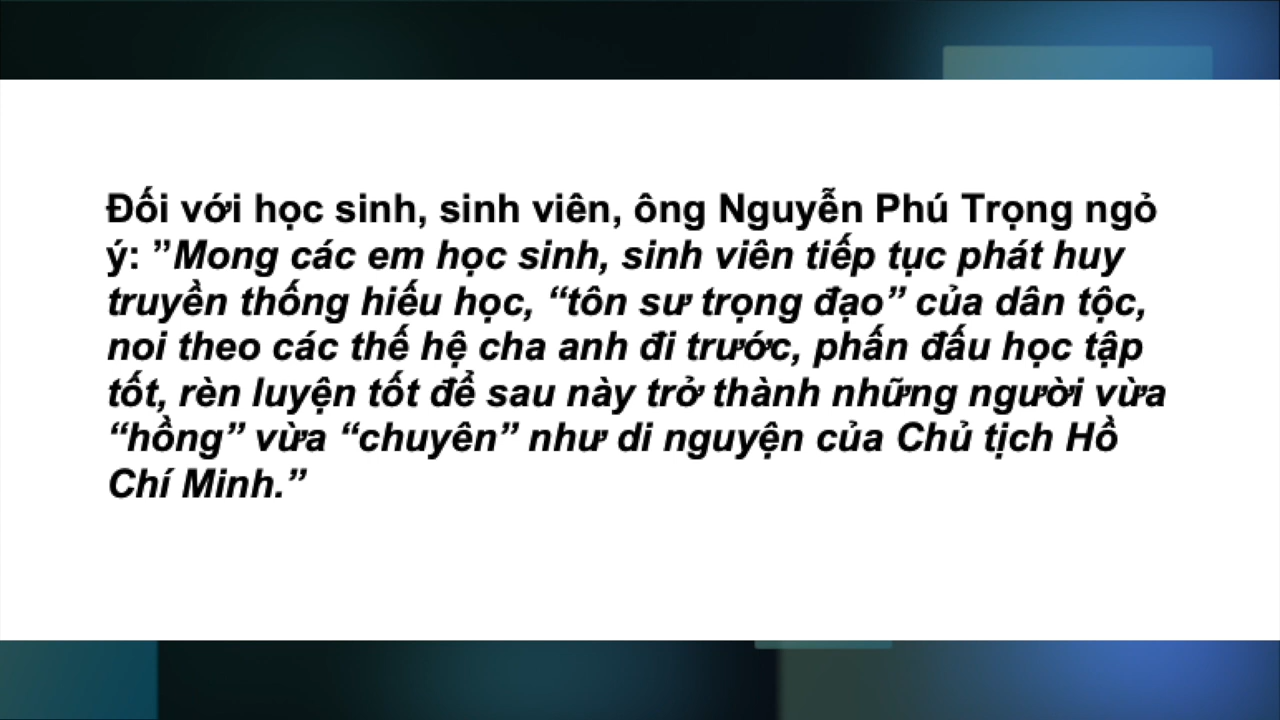 Đối với học sinh, sinh viên, ông Nguyễn Phú Trọng ngỏ
ý: ”Mong các em học sinh, sinh viên tiếp tục phát huy
truyền thống hiếu học, “tôn sư trọng đạo” của dân tộc,
noi theo các thế hệ cha anh đi trước, phấn đấu học tập
tốt, rèn luyện tốt để sau này trở thành những người vừa
“hồng” vừa “chuyên” như di nguyện của Chủ tịch Hồ
Chí Minh.”